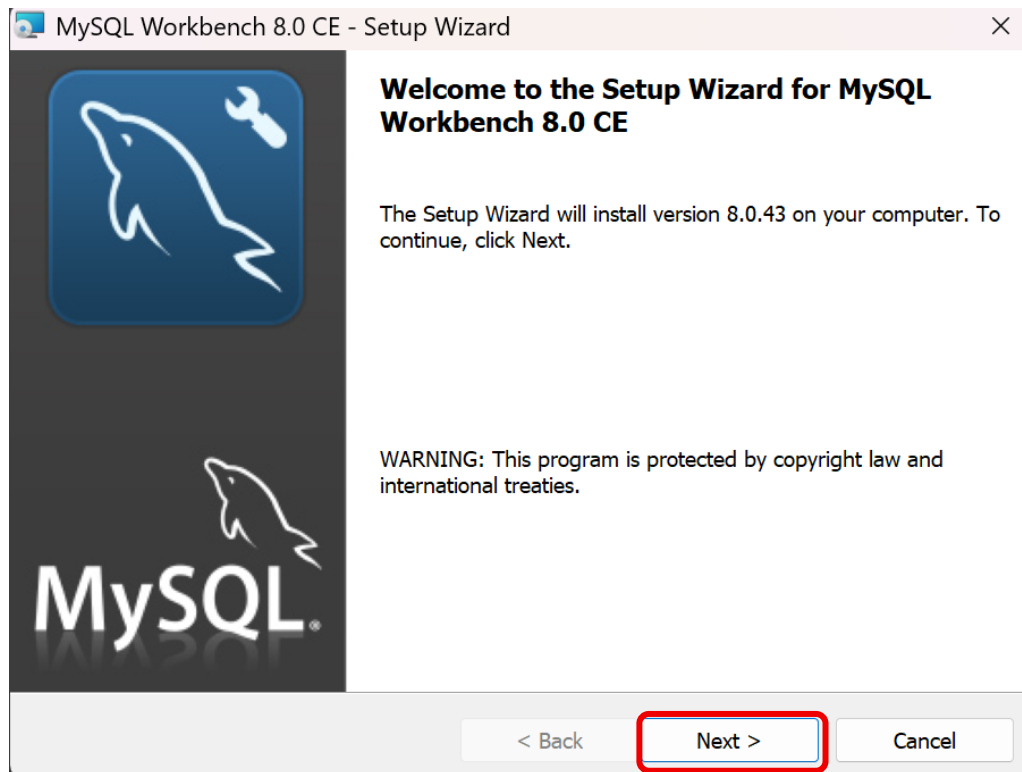 MySQL Workbench 8.0 CE - Setup Wizard
Welcome to the Setup Wizard for MySQL
Workbench 8.0 CE
The Setup Wizard will install version 8.0.43 on your computer. To
continue, click Next.
WARNING: This program is protected by copyright law and
international treaties.
MySQL®
< Back
Next >
Cancel